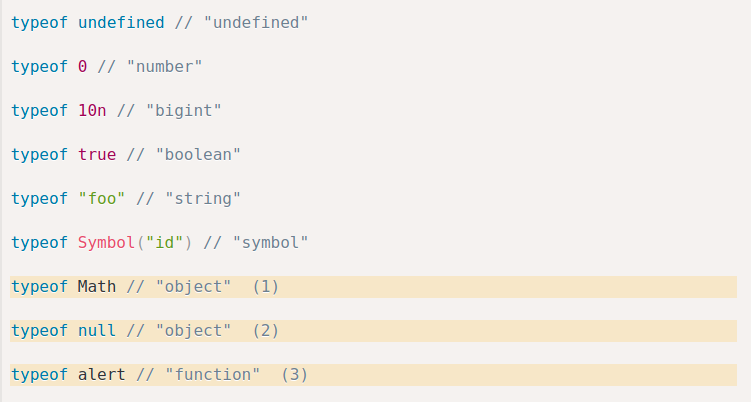 typeof undefined // "undefined"
typeof 0 // "number"
typeof 10n // "bigint"
typeof true // "boolean"
typeof "foo" // "string"
typeof Symbol("id") // "symbol"
typeof Math // "object"  (1)
typeof null // "object"  (2)
typeof alert // "function"  (3)